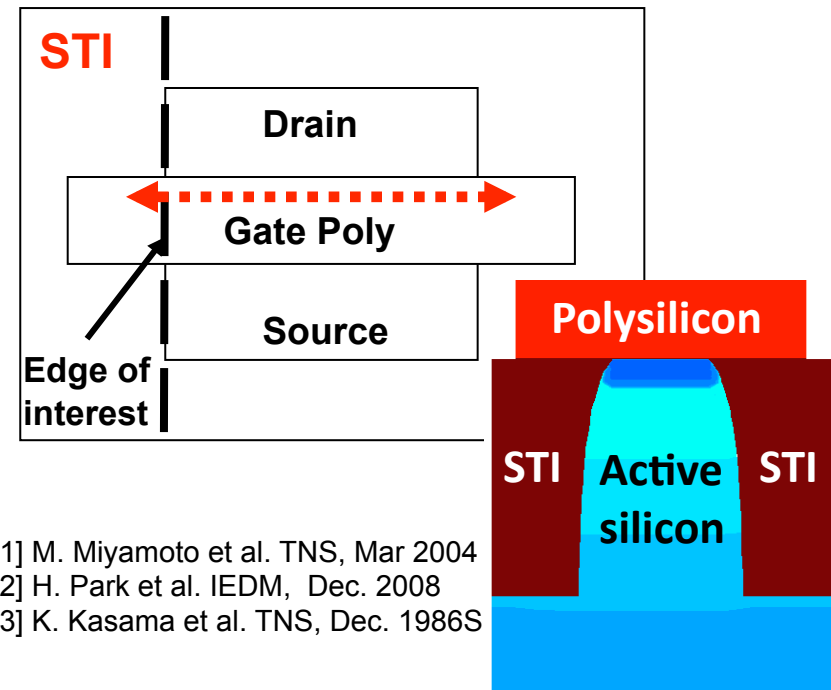 STI
Drain
Gate Poly
Source
Edge of
interest
Polysilicon
STI
Active
silicon
STI
1] M. Miyamoto et al. TNS, Mar 2004
2] H. Park et al. IEDM, Dec. 2008
3] K. Kasama et al. TNS, Dec. 1986S